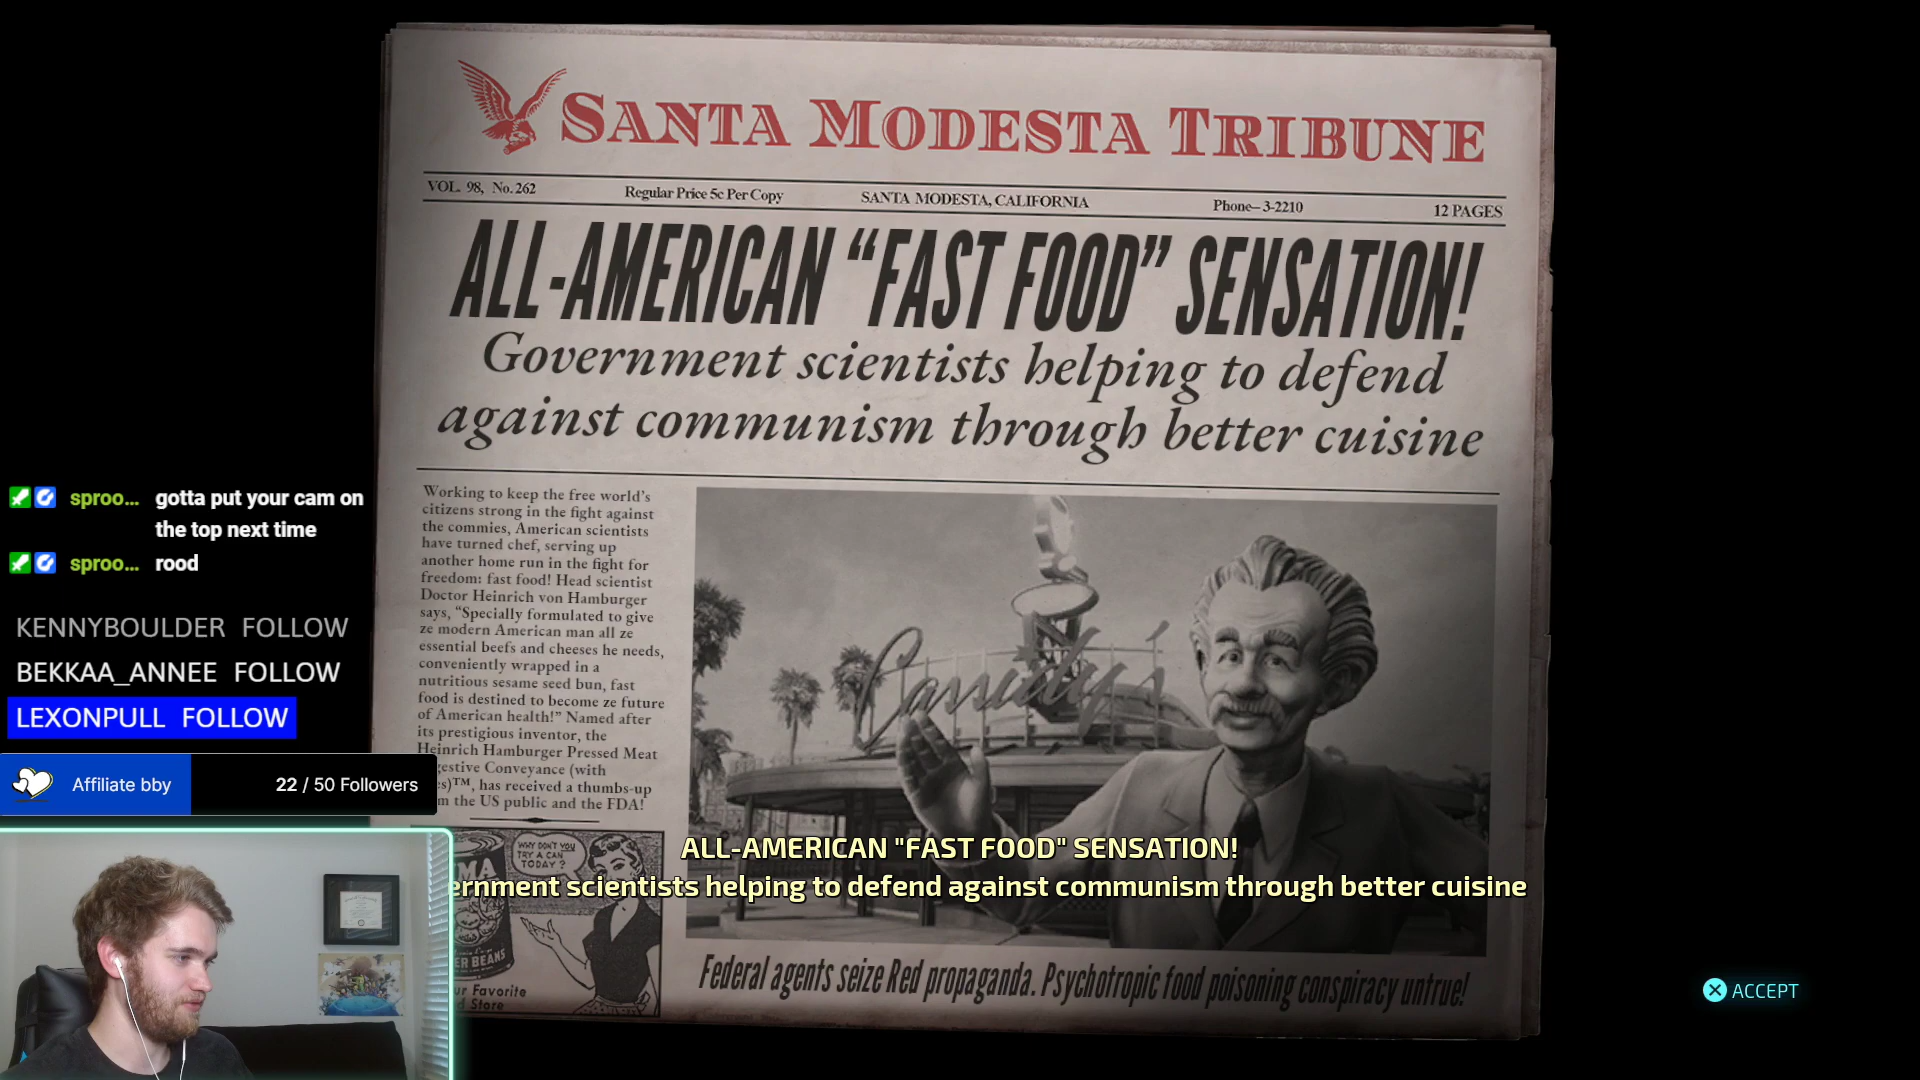 SANTA MODESTA TRIBUNE
VOL. 98, No. 262
Regular Price 5c Per Copy
SANTA MODESTA, CALIFORNIA
Phone–3-2210
12 PAGES
ALL-AMERICAN “FAST FOOD” SENSATION!
Government scientists helping to defend
against communism through better cuisine
Working to keep the free world's
citizens strong in the fight against
the commies, American scientists
have turned chef, serving up
another home run in the fight for
freedom: fast food! Head scientist
Doctor Heinrich von Hamburger
says, “Specially formulated to give
ze modern American man all ze
essential beefs and cheeses he needs,
conveniently wrapped in a
nutritious sesame seed bun, fast
food is destined to become ze future
of American health!” Named after
its prestigious inventor, the
Heinrich Hamburger Pressed Meat
gestive Conveyance (with
es)™, has received a thumbs-up
m the US public and the FDA!
Cassidy's
WHY DON'T YOU
TRY A CAN
TODAY?
MA
ER BEANS
ur Favorite
d Store
ALL-AMERICAN "FAST FOOD" SENSATION!
ernment scientists helping to defend against communism through better cuisine
Federal agents seize Red propaganda. Psychotropic food poisoning conspiracy untrue!
sproo... gotta put your cam on
the top next time
sproo... rood
KENNYBOULDER FOLLOW
BEKKAA_ANNEE FOLLOW
LEXONPULL FOLLOW
Affiliate bby
22 / 50 Followers
ACCEPT